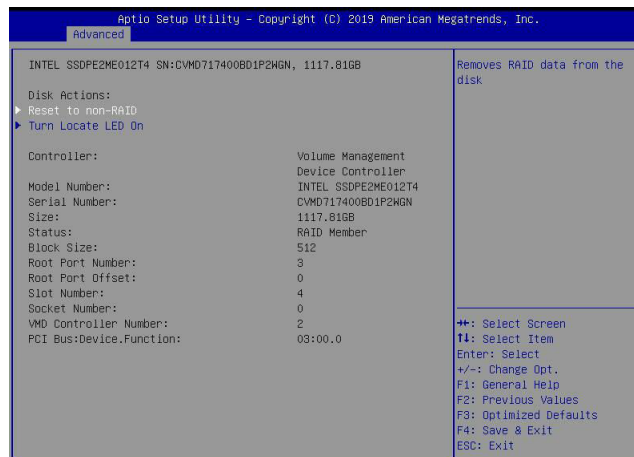 Aptio Setup Utility – Copyright (C) 2019 American Megatrends, Inc.
Advanced
INTEL SSDPE2ME012T4 SN:CVMD717400BD1P2WGN, 1117.81GB
Disk Actions:
Reset to non-RAID
Turn Locate LED On
Controller: Volume Management
Device Controller
Model Number: INTEL SSDPE2ME012T4
Serial Number: CVMD717400BD1P2WGN
Size: 1117.81GB
Status: RAID Member
Block Size: 512
Root Port Number: 3
Root Port Offset: 0
Slot Number: 4
Socket Number: 0
VMD Controller Number: 2
PCI Bus:Device.Function: 03:00.0
Removes RAID data from the
disk
→←: Select Screen
↑↓: Select Item
Enter: Select
+/-: Change Opt.
F1: General Help
F2: Previous Values
F3: Optimized Defaults
F4: Save & Exit
ESC: Exit